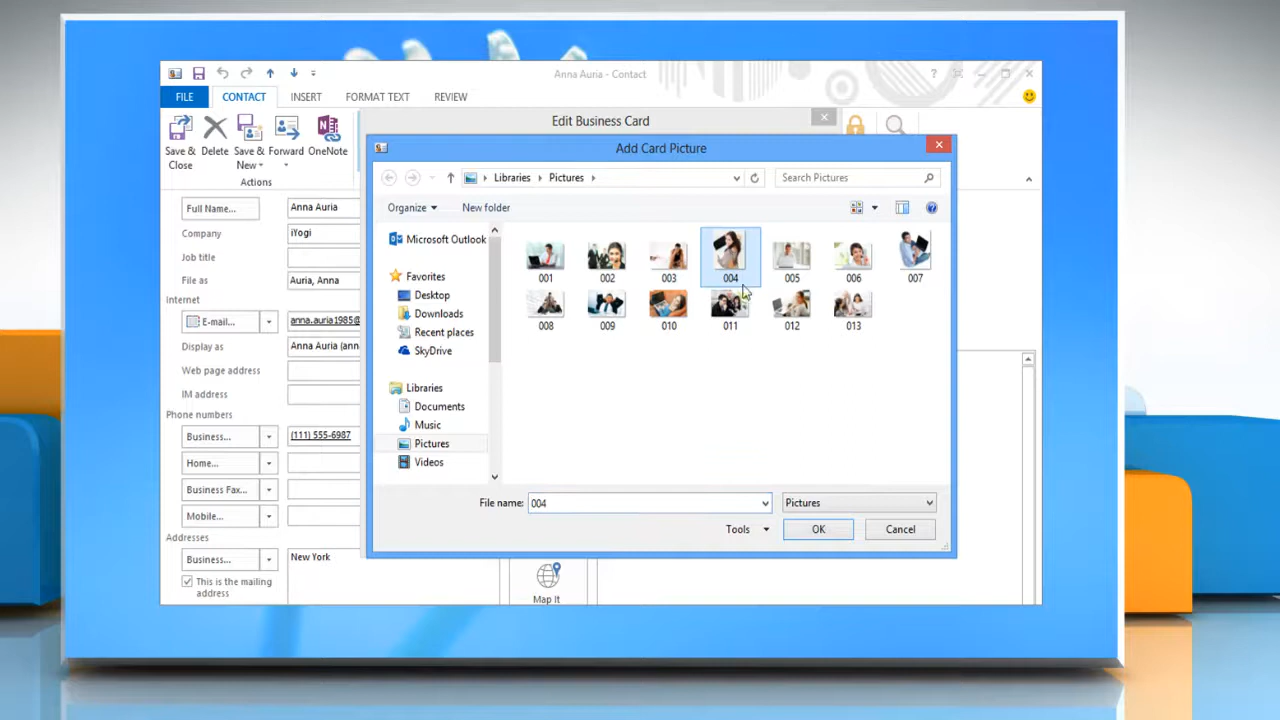 Anna Auria - Contact
?
FILE
CONTACT
INSERT
FORMAT TEXT
REVIEW
Save & Close
Delete
Save & New
Forward
OneNote
Actions
Edit Business Card
Add Card Picture
Libraries
Pictures
Search Pictures
Organize
New folder
Microsoft Outlook
Favorites
Desktop
Downloads
Recent places
SkyDrive
Libraries
Documents
Music
Pictures
Videos
001
002
003
004
005
006
007
008
009
010
011
012
013
File name:
004
Pictures
Tools
OK
Cancel
Full Name...
Anna Auria
Company
iYogi
Job title
File as
Auria, Anna
Internet
E-mail...
anna.auria1985@
Display as
Anna Auria (ann
Web page address
IM address
Phone numbers
Business...
(111) 555-6987
Home...
Business Fax...
Mobile...
Addresses
Business...
New York
This is the mailing
address
Map It